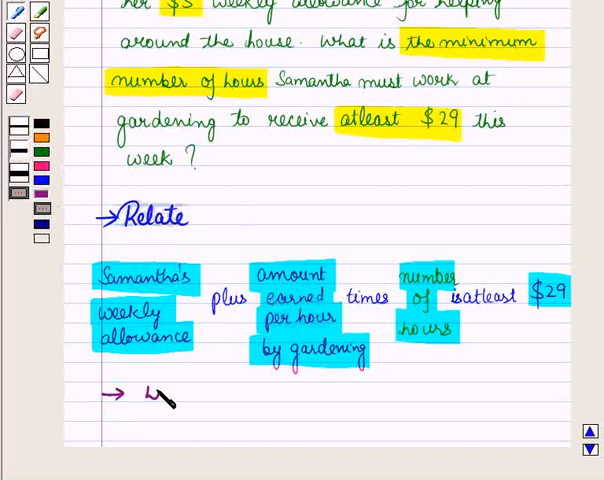 her $5 weekly allowance for helping
around the house. What is the minimum
number of hours Samantha must work at
gardening to receive atleast $29 this
week ?
→ Relate
Samantha's weekly allowance plus amount earned per hour by gardening times number of hours is atleast $29
→